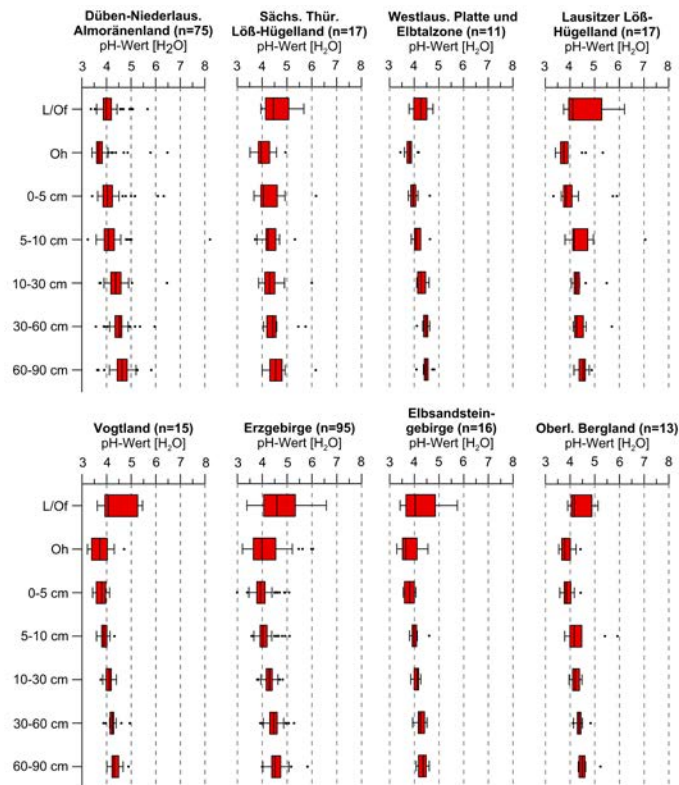 Düben-Niederlaus.
Almoränenland (n=75)
pH-Wert [H₂O]
3 4 5 6 7 8
Sächs. Thür.
Löß-Hügelland (n=17)
pH-Wert [H₂O]
3 4 5 6 7 8
Westlaus. Platte und
Elbtalzone (n=11)
pH-Wert [H₂O]
3 4 5 6 7 8
Lausitzer Löß-
Hügelland (n=17)
pH-Wert [H₂O]
3 4 5 6 7 8
L/Of
Oh
0-5 cm
5-10 cm
10-30 cm
30-60 cm
60-90 cm
Vogtland (n=15)
pH-Wert [H₂O]
3 4 5 6 7 8
Erzgebirge (n=95)
pH-Wert [H₂O]
3 4 5 6 7 8
Elbsandstein-
gebirge (n=16)
pH-Wert [H₂O]
3 4 5 6 7 8
Oberl. Bergland (n=13)
pH-Wert [H₂O]
3 4 5 6 7 8
L/Of
Oh
0-5 cm
5-10 cm
10-30 cm
30-60 cm
60-90 cm